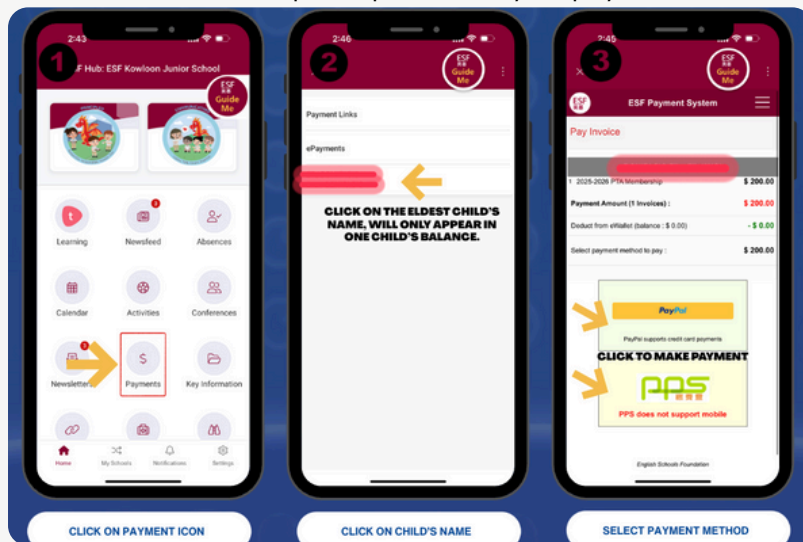 1
2:43
ESF Hub: ESF Kowloon Junior School
ESF
Guide
Me
Learning
3
Newsfeed
Absences
Calendar
Activities
Conferences
3
Newsletters
$
Payments
Key Information
Home
My Schools
Notifications
Settings
CLICK ON PAYMENT ICON
2
2:46
ESF
Guide
Me
Payment Links
ePayments
CLICK ON THE ELDEST CHILD'S
NAME, WILL ONLY APPEAR IN
ONE CHILD'S BALANCE.
CLICK ON CHILD'S NAME
3
2:45
ESF
Guide
Me
ESF
ESF Payment System
Pay Invoice
1. 2025-2026 PTA Membership $ 200.00
Payment Amount (1 Invoices) : $ 200.00
Deduct from eWallet (balance : $ 0.00) - $ 0.00
Select payment method to pay : $ 200.00
PayPal
PayPal supports credit card payments
CLICK TO MAKE PAYMENT
PPS
繳費靈
PPS does not support mobile
English Schools Foundation
SELECT PAYMENT METHOD